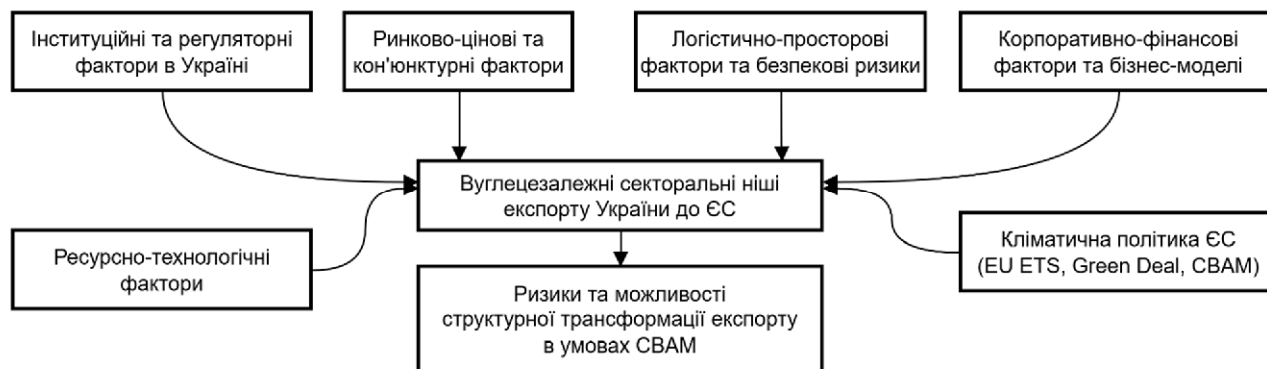 Інституційні та регуляторні
фактори в Україні
Ринково-цінові та
кон'юнктурні фактори
Логістично-просторові
фактори та безпекові ризики
Корпоративно-фінансові
фактори та бізнес-моделі
Вуглецезалежні секторальні ніші
експорту України до ЄС
Ресурсно-технологічні
фактори
Кліматична політика ЄС
(EU ETS, Green Deal, CBAM)
Ризики та можливості
структурної трансформації експорту
в умовах CBAM